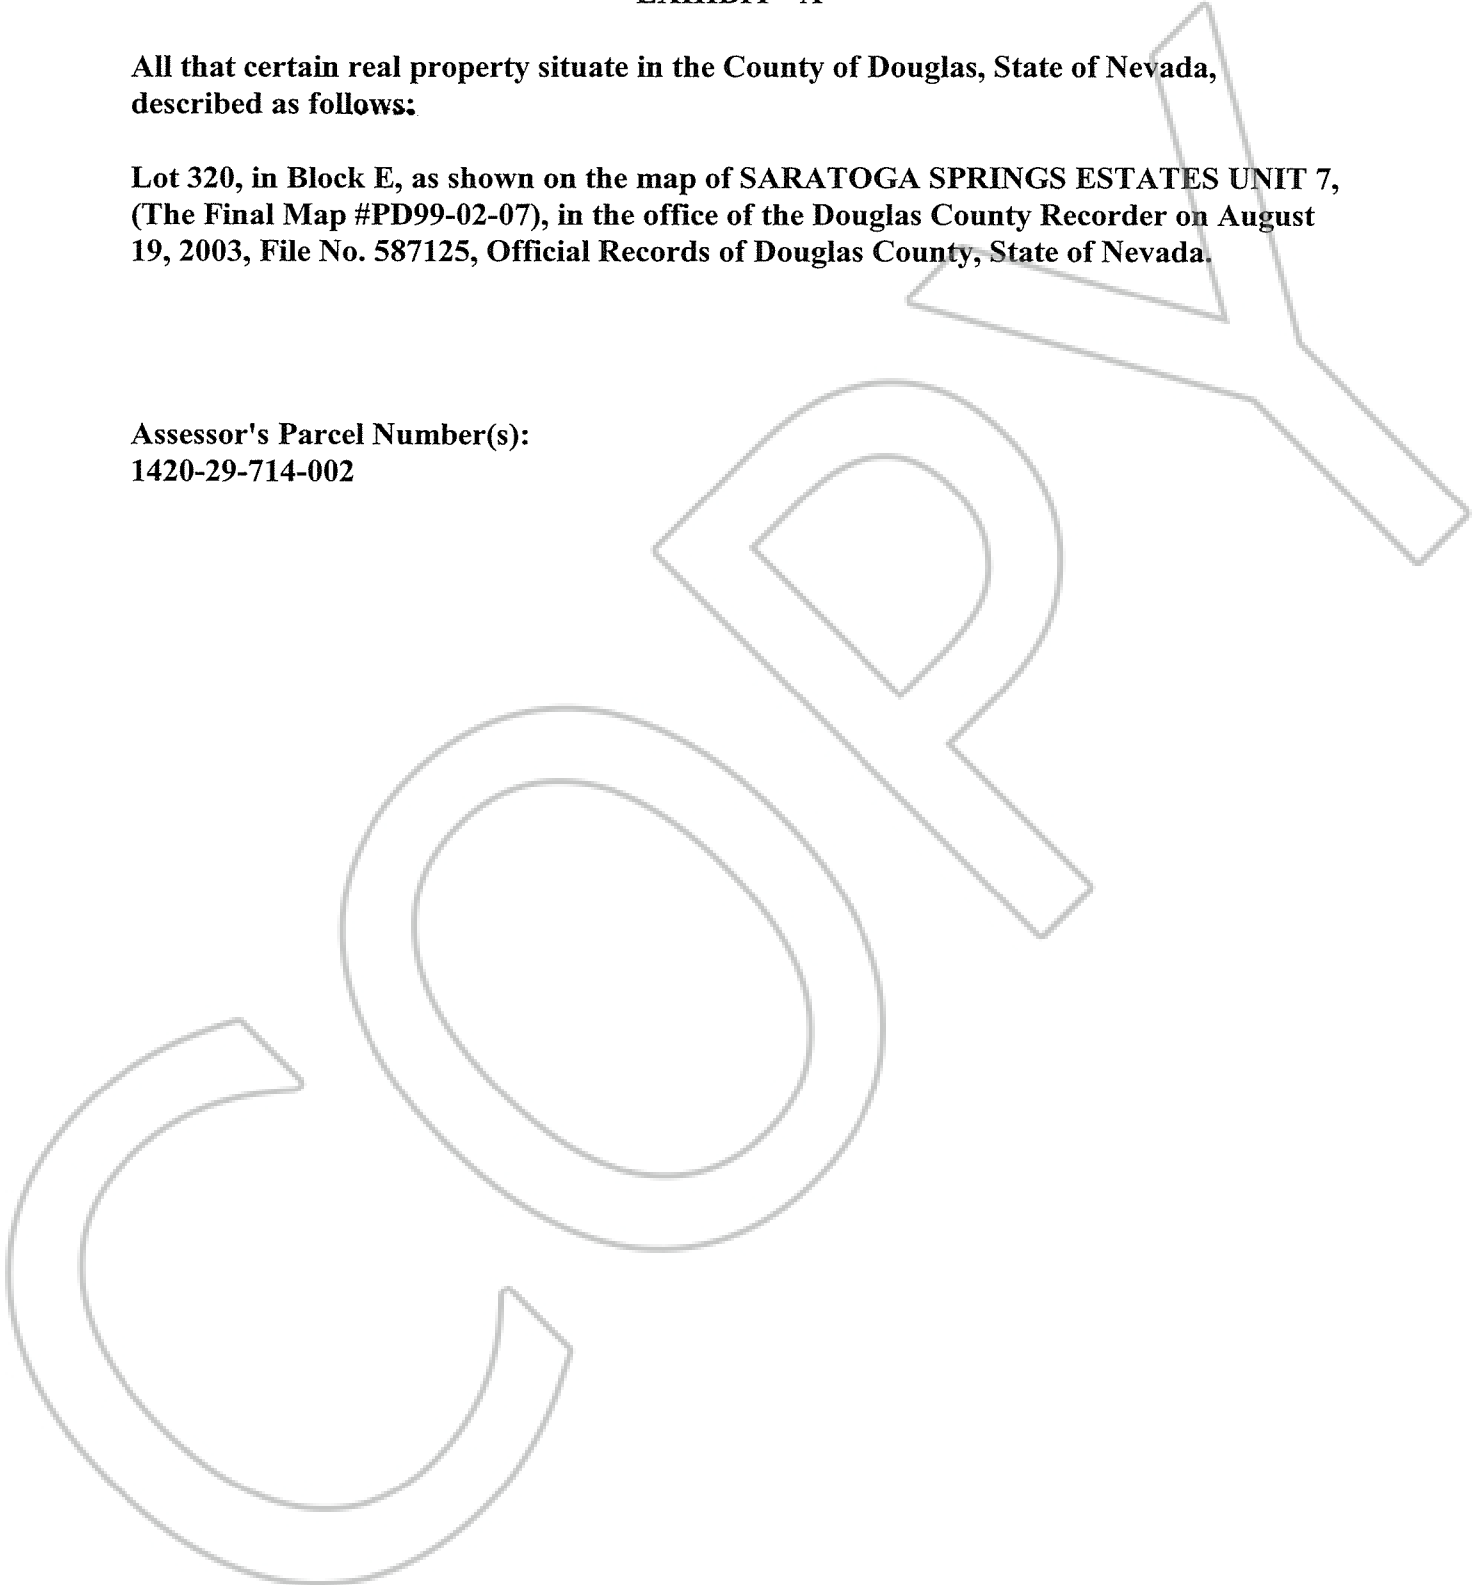 EXHIBIT "A"
All that certain real property situate in the County of Douglas, State of Nevada,
described as follows:
Lot 320, in Block E, as shown on the map of SARATOGA SPRINGS ESTATES UNIT 7,
(The Final Map #PD99-02-07), in the office of the Douglas County Recorder on August
19, 2003, File No. 587125, Official Records of Douglas County, State of Nevada.
Assessor's Parcel Number(s):
1420-29-714-002
COPY